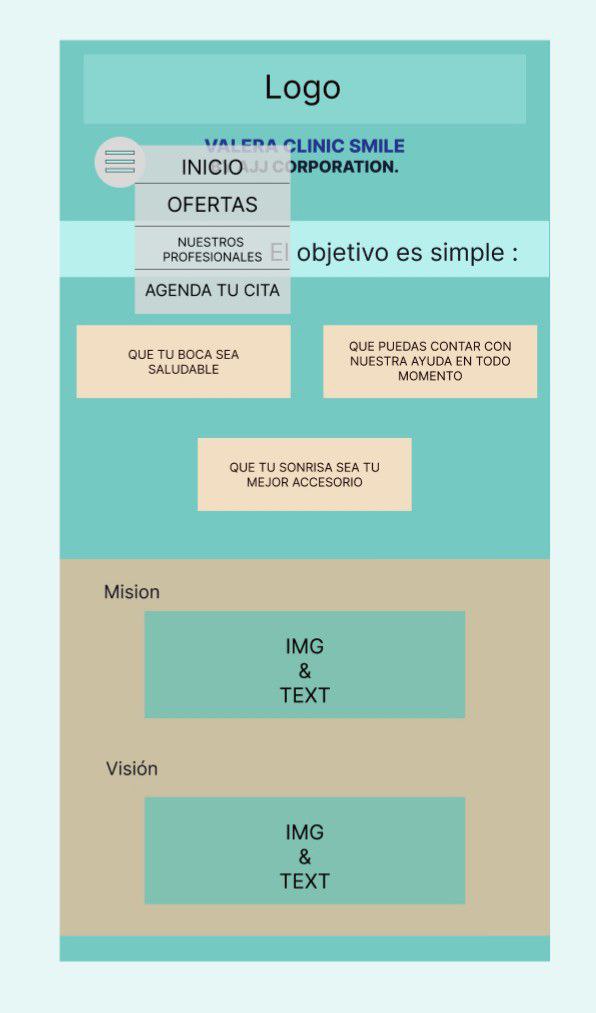 Logo
VALERA CLINIC SMILE
AJJ CORPORATION.
INICIO
OFERTAS
NUESTROS
PROFESIONALES
AGENDA TU CITA
El objetivo es simple :
QUE TU BOCA SEA
SALUDABLE
QUE PUEDAS CONTAR CON
NUESTRA AYUDA EN TODO
MOMENTO
QUE TU SONRISA SEA TU
MEJOR ACCESORIO
Mision
IMG
&
TEXT
Visión
IMG
&
TEXT